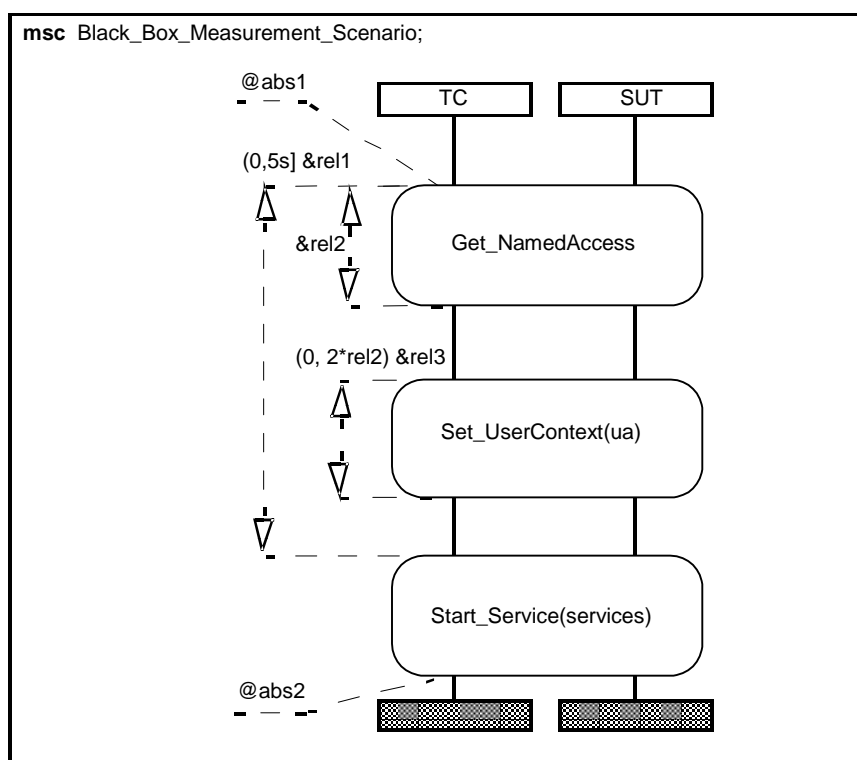 msc Black_Box_Measurement_Scenario;
@abs1
TC
SUT
(0,5s] &rel1
&rel2
Get_NamedAccess
(0, 2*rel2) &rel3
Set_UserContext(ua)
Start_Service(services)
@abs2